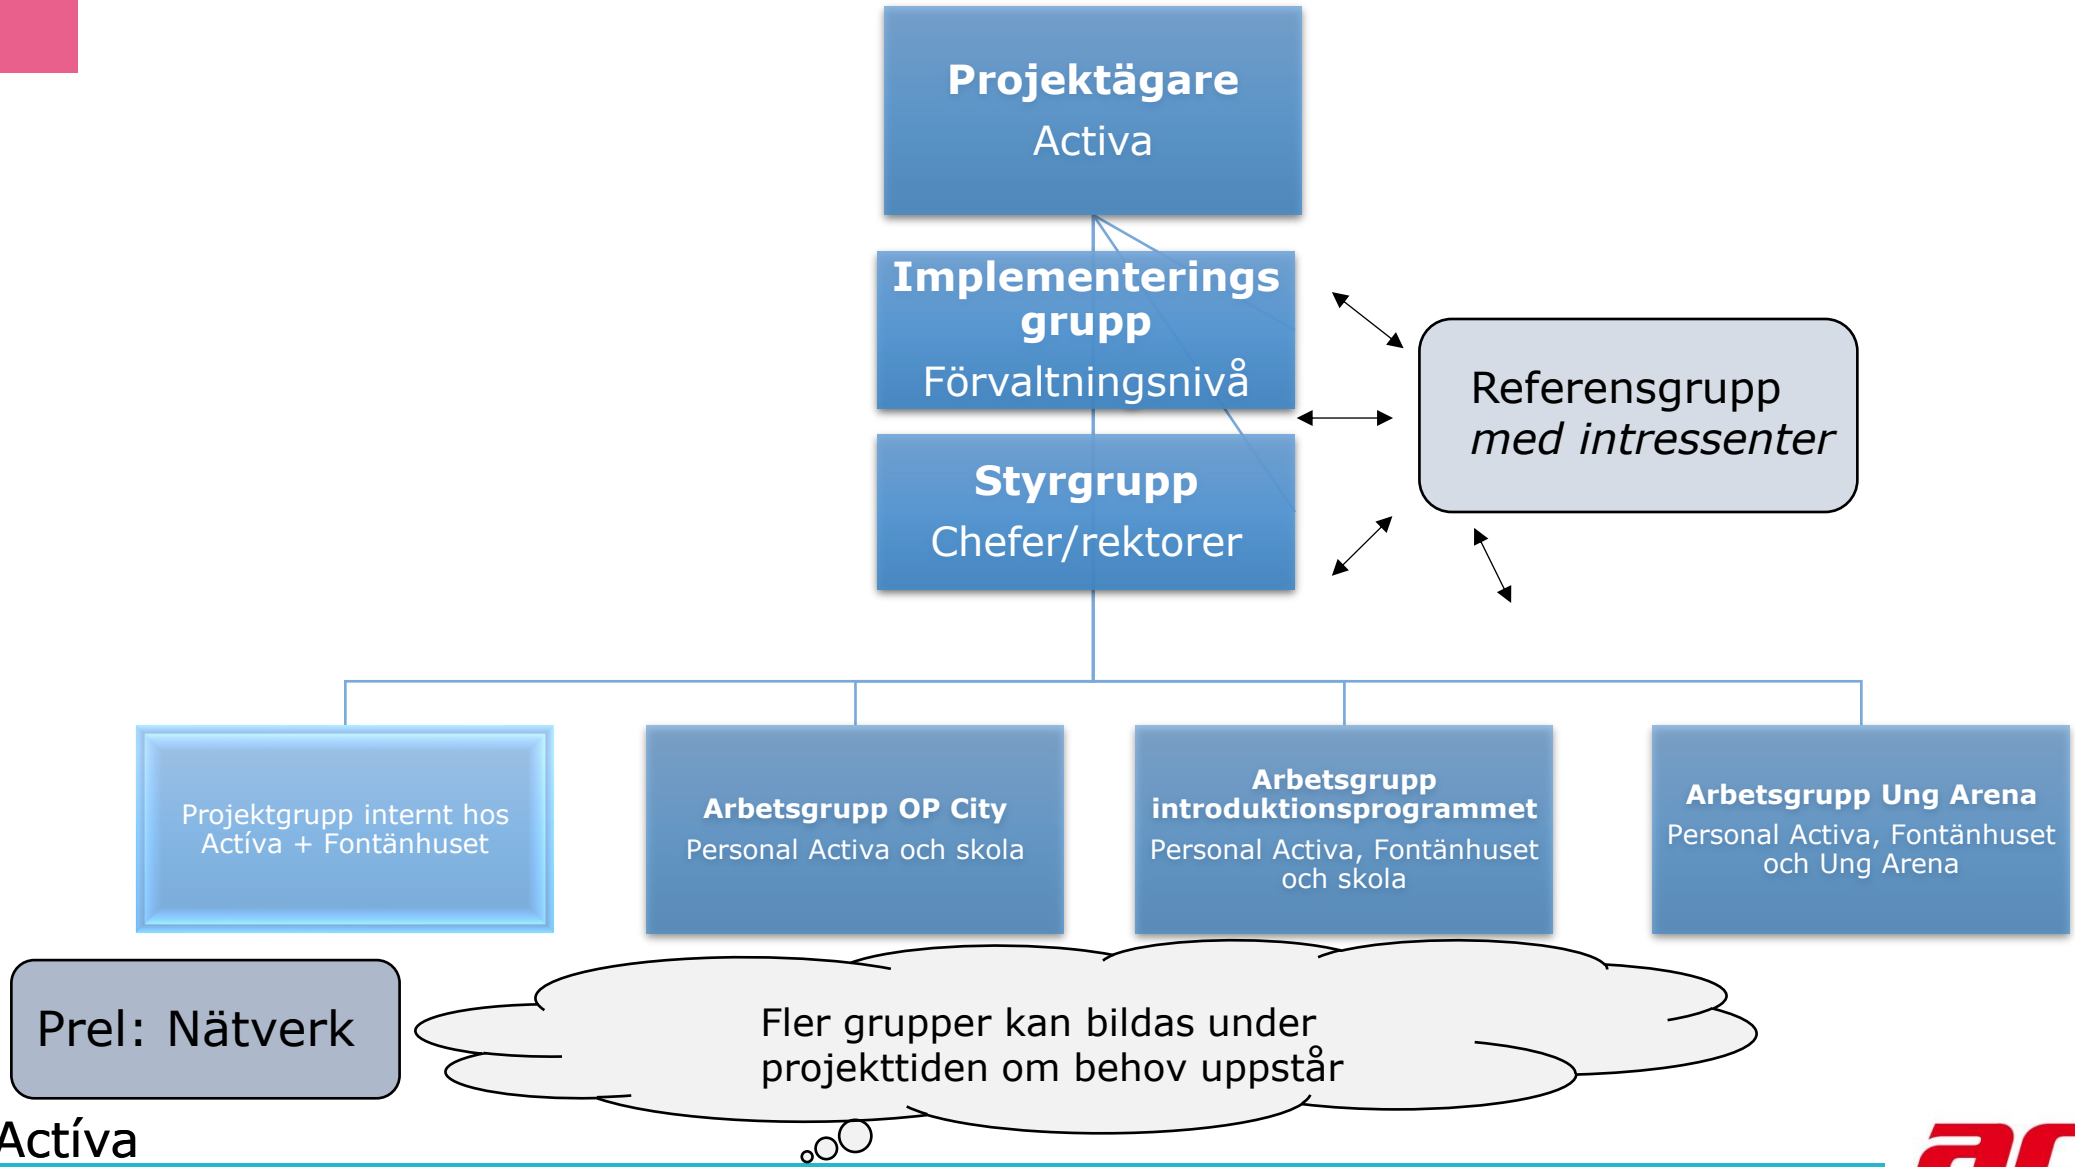 Projektägare
Activa
Implementerings
grupp
Förvaltningsnivå
Styrgrupp
Chefer/rektorer
Referensgrupp
med intressenter
Projektgrupp internt hos
Actíva + Fontänhuset
Arbetsgrupp OP City
Personal Activa och skola
Arbetsgrupp
introduktionsprogrammet
Personal Activa, Fontänhuset
och skola
Arbetsgrupp Ung Arena
Personal Activa, Fontänhuset
och Ung Arena
Prel: Nätverk
Fler grupper kan bildas under
projekttiden om behov uppstår
Actíva